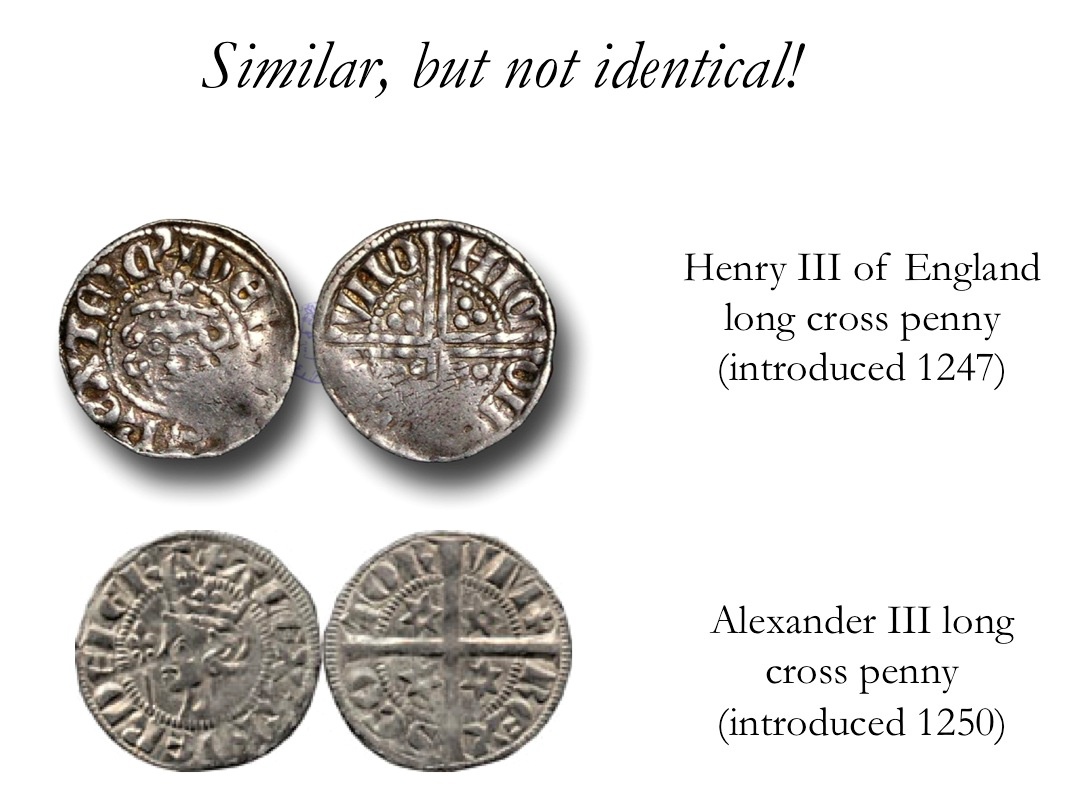 Similar, but not identical!
Henry III of England
long cross penny
(introduced 1247)
Alexander III long
cross penny
(introduced 1250)